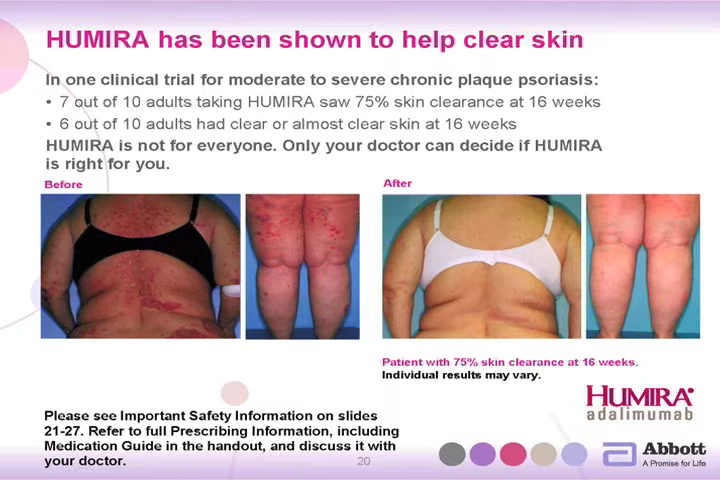 HUMIRA has been shown to help clear skin
In one clinical trial for moderate to severe chronic plaque psoriasis:
• 7 out of 10 adults taking HUMIRA saw 75% skin clearance at 16 weeks
• 6 out of 10 adults had clear or almost clear skin at 16 weeks
HUMIRA is not for everyone. Only your doctor can decide if HUMIRA
is right for you.
Before
After
Patient with 75% skin clearance at 16 weeks.
Individual results may vary.
Please see Important Safety Information on slides
21-27. Refer to full Prescribing Information, including
Medication Guide in the handout, and discuss it with
your doctor.
20
HUMIRA
adalimumab
Abbott
A Promise for Life